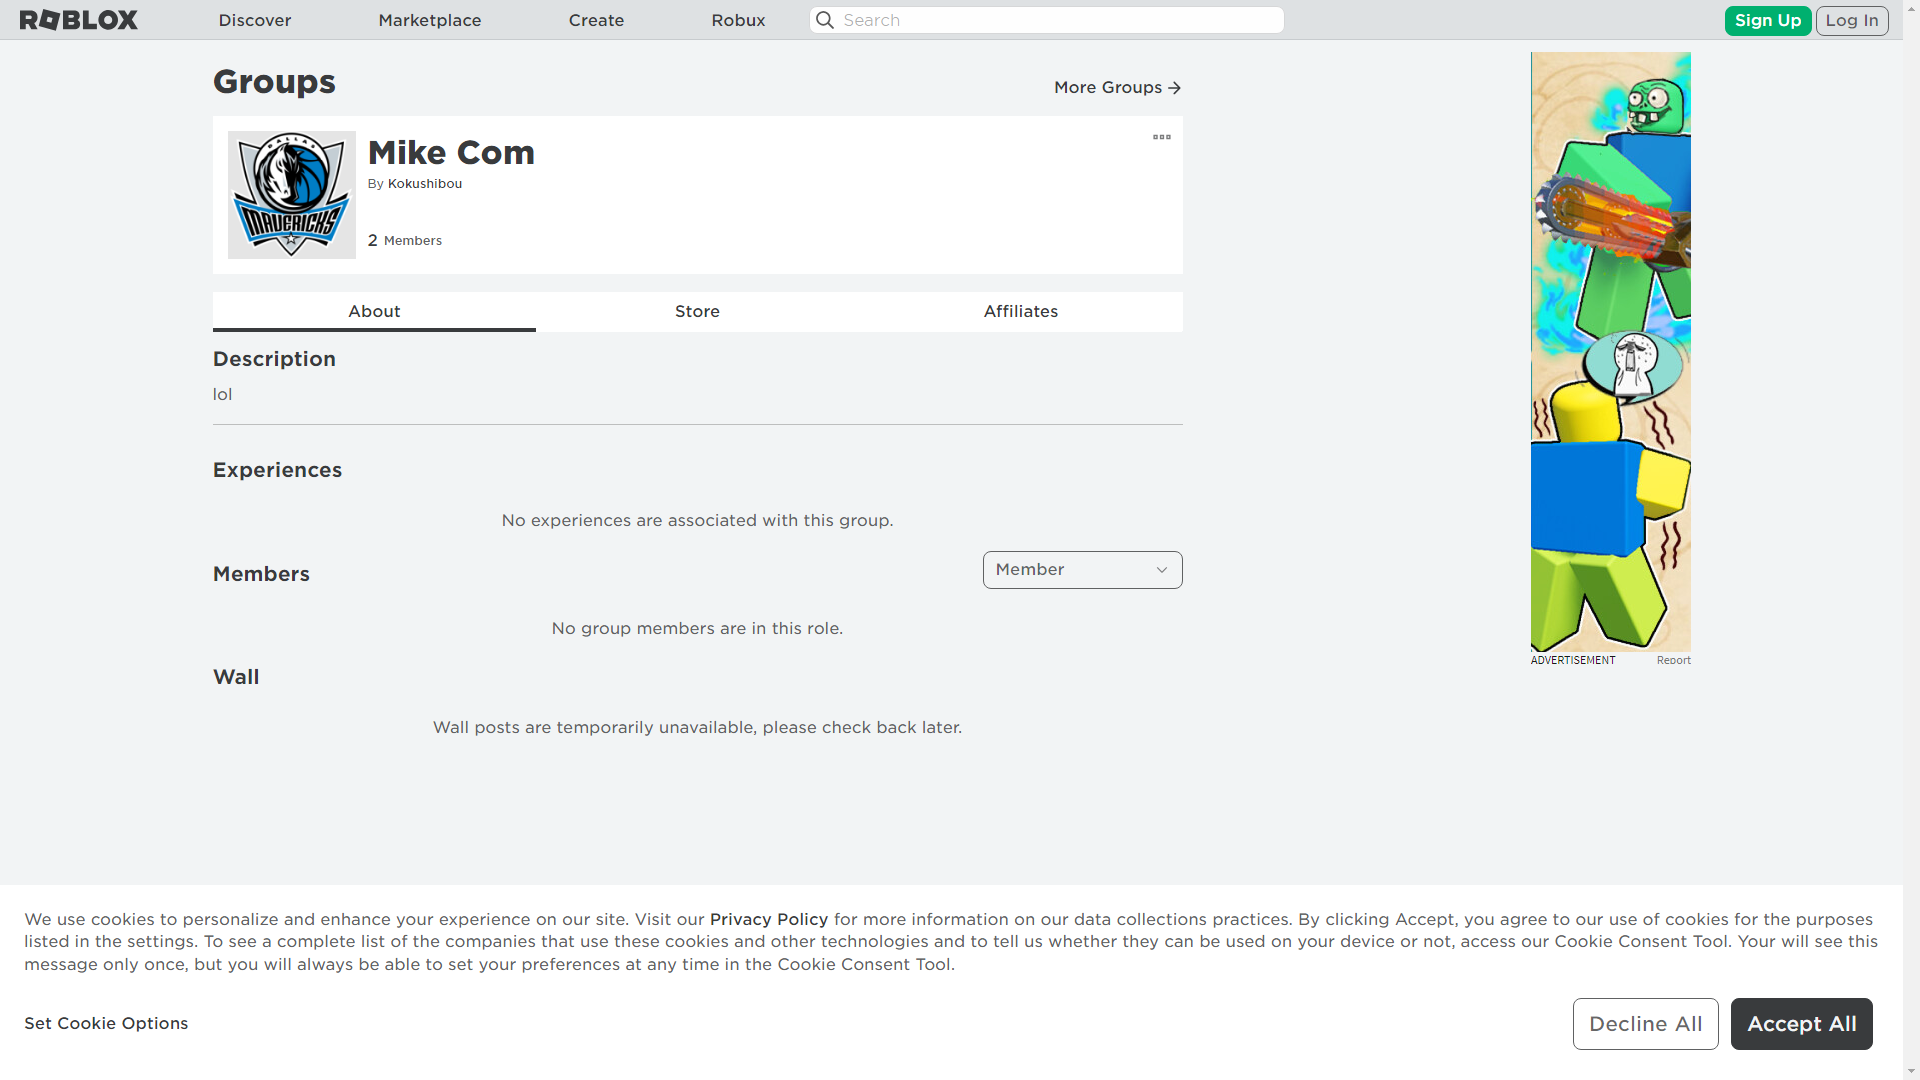 ROBLOX
Discover
Marketplace
Create
Robux
Search
Sign Up
Log In
Groups
More Groups
DALLAS
MAVERICKS
Mike Com
By Kokushibou
2 Members
About
Store
Affiliates
Description
lol
Experiences
No experiences are associated with this group.
Members
Member
No group members are in this role.
Wall
Wall posts are temporarily unavailable, please check back later.
ADVERTISEMENT
Report
We use cookies to personalize and enhance your experience on our site. Visit our Privacy Policy for more information on our data collections practices. By clicking Accept, you agree to our use of cookies for the purposes
listed in the settings. To see a complete list of the companies that use these cookies and other technologies and to tell us whether they can be used on your device or not, access our Cookie Consent Tool. Your will see this
message only once, but you will always be able to set your preferences at any time in the Cookie Consent Tool.
Set Cookie Options
Decline All
Accept All